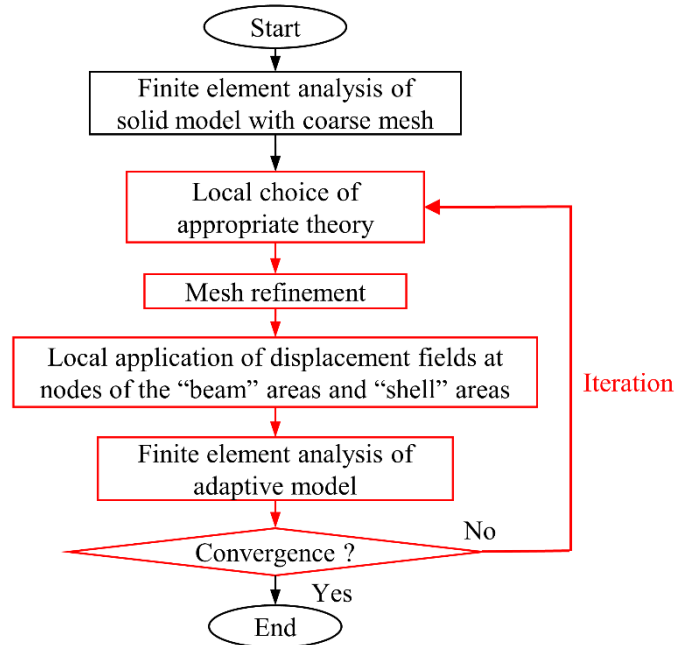 Start
Finite element analysis of
solid model with coarse mesh
Local choice of
appropriate theory
Mesh refinement
Local application of displacement fields at
nodes of the “beam” areas and “shell” areas
Iteration
Finite element analysis of
adaptive model
No
Convergence ?
Yes
End